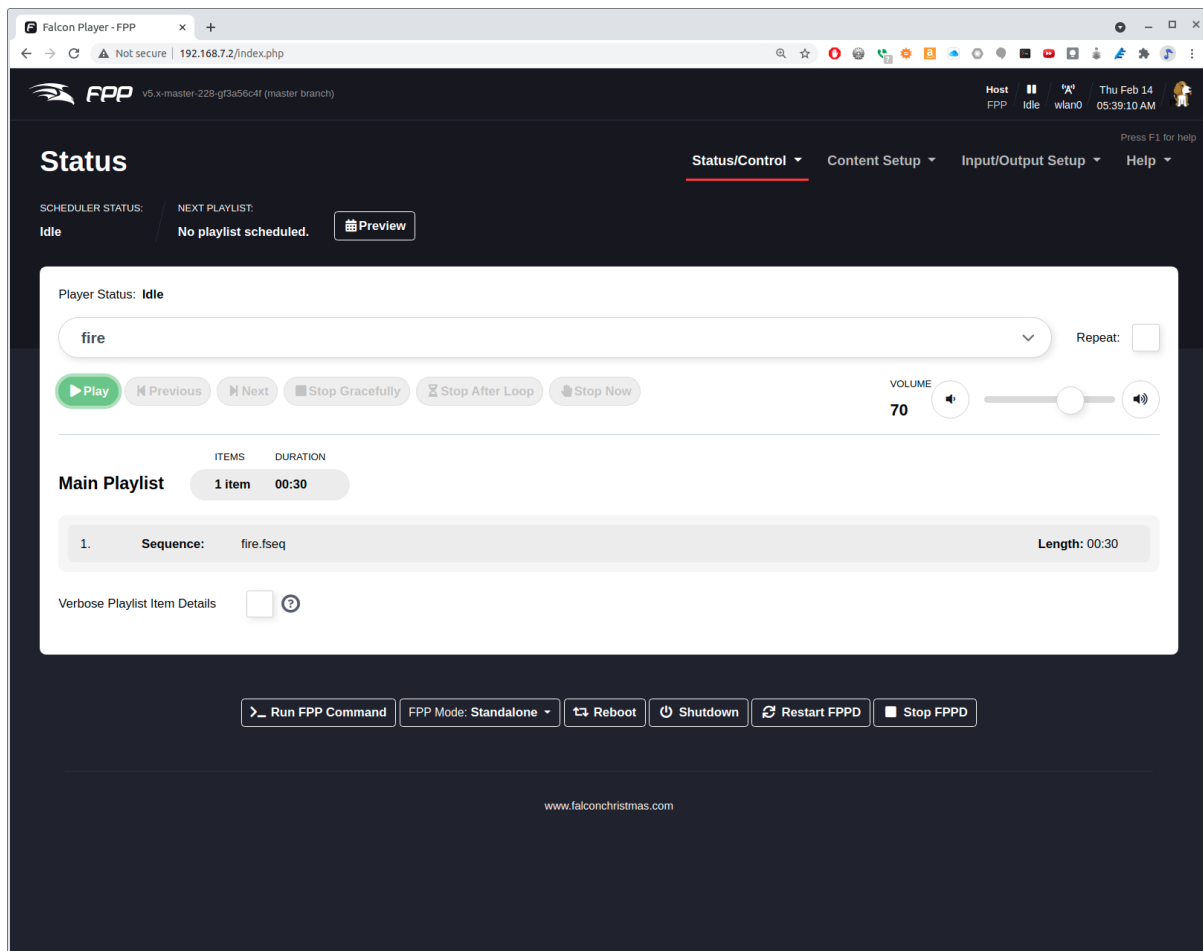 Falcon Player - FPP
Not secure | 192.168.7.2/index.php
FPP v5.x-master-228-gf3a56c4f (master branch)
Host
FPP
Idle
wlan0
Thu Feb 14
05:39:10 AM
Press F1 for help
Status
Status/Control
Content Setup
Input/Output Setup
Help
SCHEDULER STATUS:
Idle
NEXT PLAYLIST:
No playlist scheduled.
Preview
Player Status: Idle
fire
Repeat:
Play
Previous
Next
Stop Gracefully
Stop After Loop
Stop Now
VOLUME
70
ITEMS
DURATION
Main Playlist
1 item
00:30
1. Sequence: fire.fseq Length: 00:30
Verbose Playlist Item Details
Run FPP Command
FPP Mode: Standalone
Reboot
Shutdown
Restart FPPD
Stop FPPD
www.falconchristmas.com